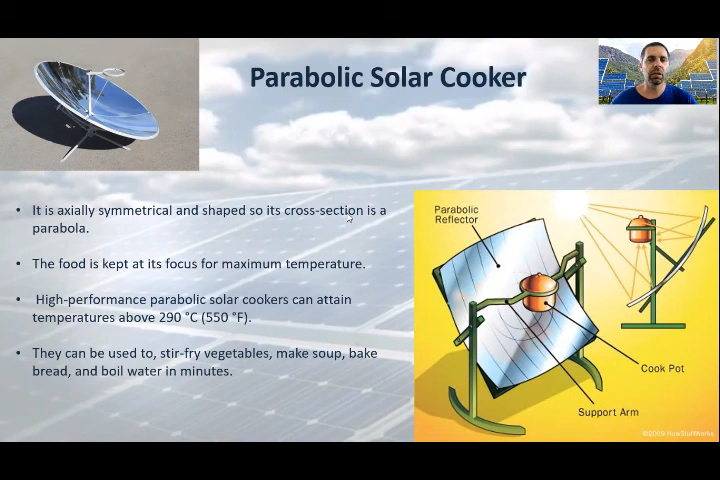 Parabolic Solar Cooker
• It is axially symmetrical and shaped so its cross-section is a
parabola.
• The food is kept at its focus for maximum temperature.
• High-performance parabolic solar cookers can attain
temperatures above 290 °C (550 °F).
• They can be used to, stir-fry vegetables, make soup, bake
bread, and boil water in minutes.
Parabolic
Reflector
Cook Pot
Support Arm
©2009 HowStuffWorks